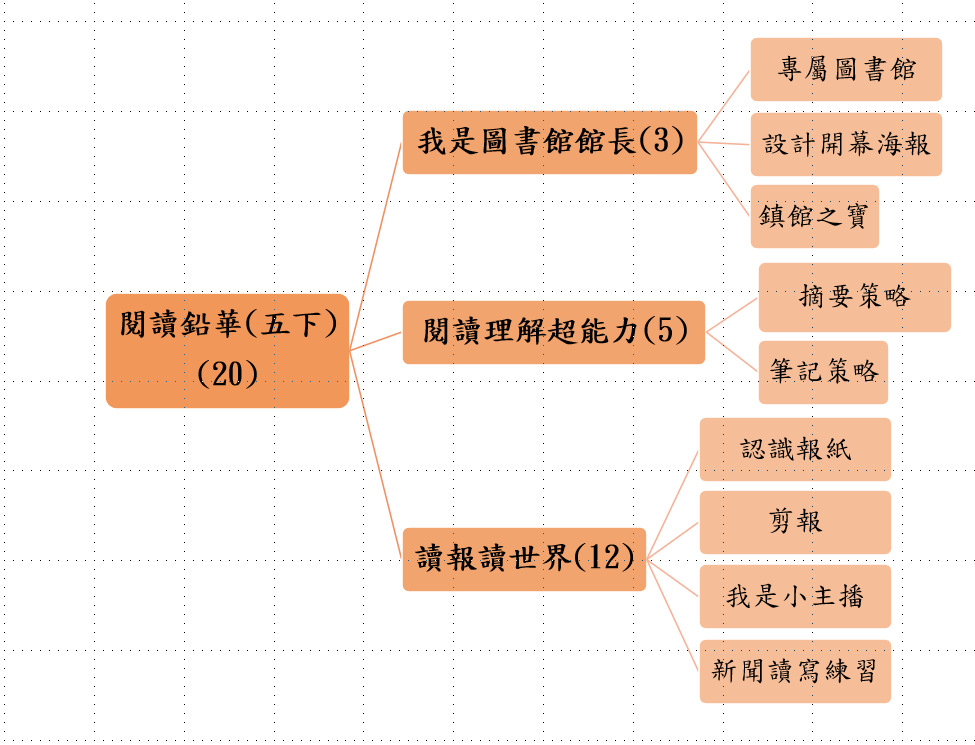 閱讀鉛華(五下)
(20)
我是圖書館館長(3)
專屬圖書館
設計開幕海報
鎮館之寶
閱讀理解超能力(5)
摘要策略
筆記策略
讀報讀世界(12)
認識報紙
剪報
我是小主播
新聞讀寫練習